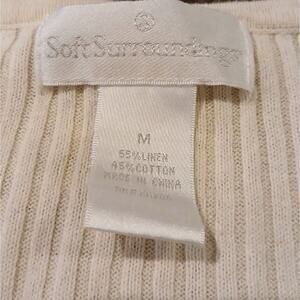 Soft Surroundings
M
55% LINEN
45% COTTON
MADE IN CHINA